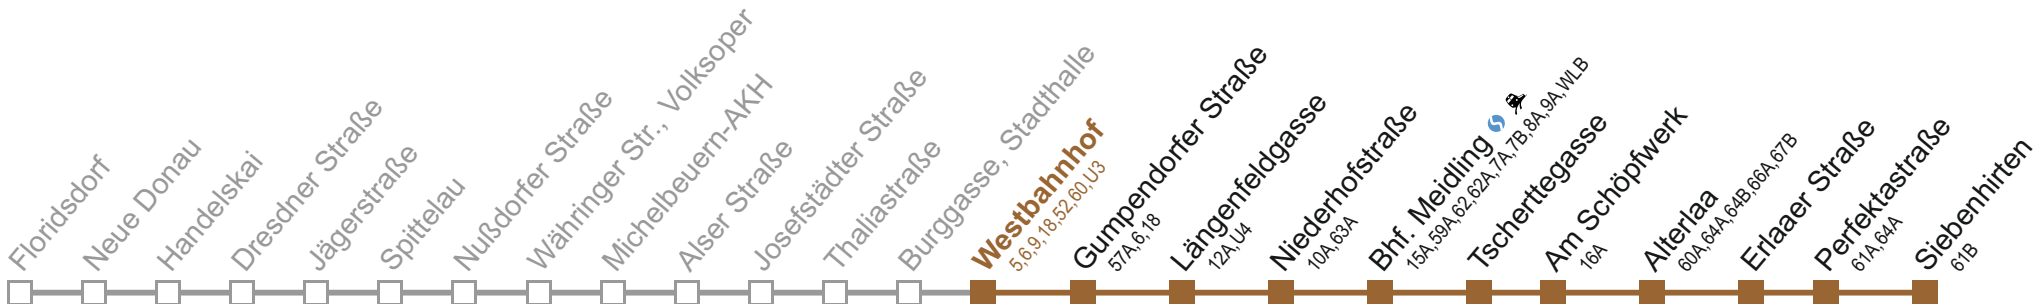 Floridsdorf
Neue Donau
Handelskai
Dresdner Straße
Jägerstraße
Spittelau
Nußdorfer Straße
Währinger Str., Volksoper
Michelbeuern-AKH
Alser Straße
Josefstädter Straße
Thaliastraße
Burggasse, Stadthalle
Westbahnhof
5,6,9,18,52,60,U3
Gumpendorfer Straße
57A,6,18
Längenfeldgasse
12A,U4
Niederhofstraße
10A,63A
Bhf. Meidling
15A,59A,62,62A,7A,7B,8A,9A,WLB
Tscherttegasse
Am Schöpfwerk
16A
Alterlaa
60A,64A,64B,66A,67B
Erlaaer Straße
Perfektastraße
61A,64A
Siebenhirten
61B